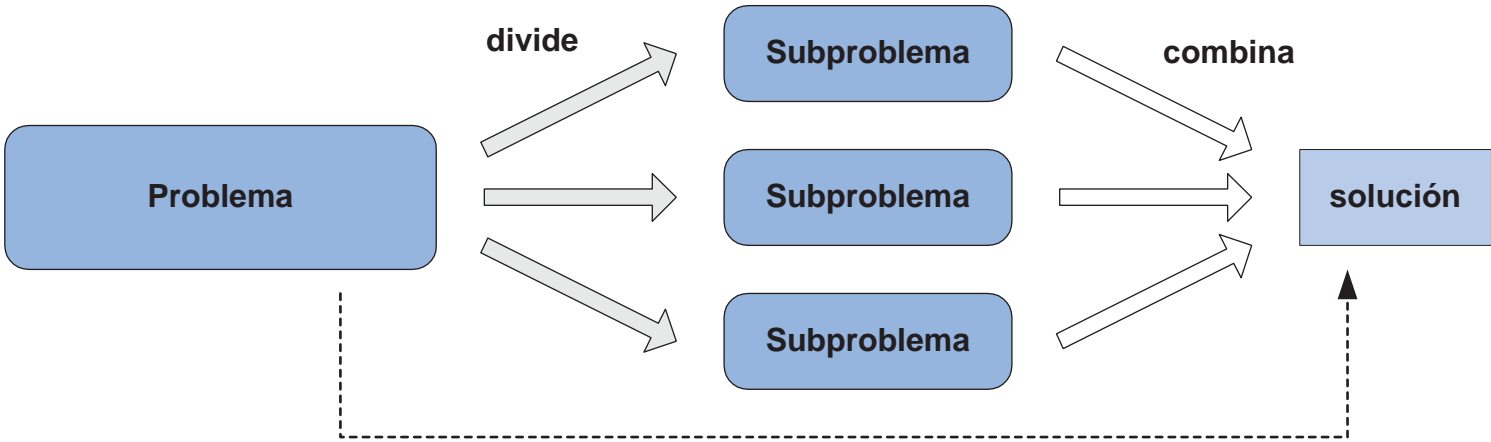 divide
Subproblema
combina
Problema
Subproblema
solución
Subproblema